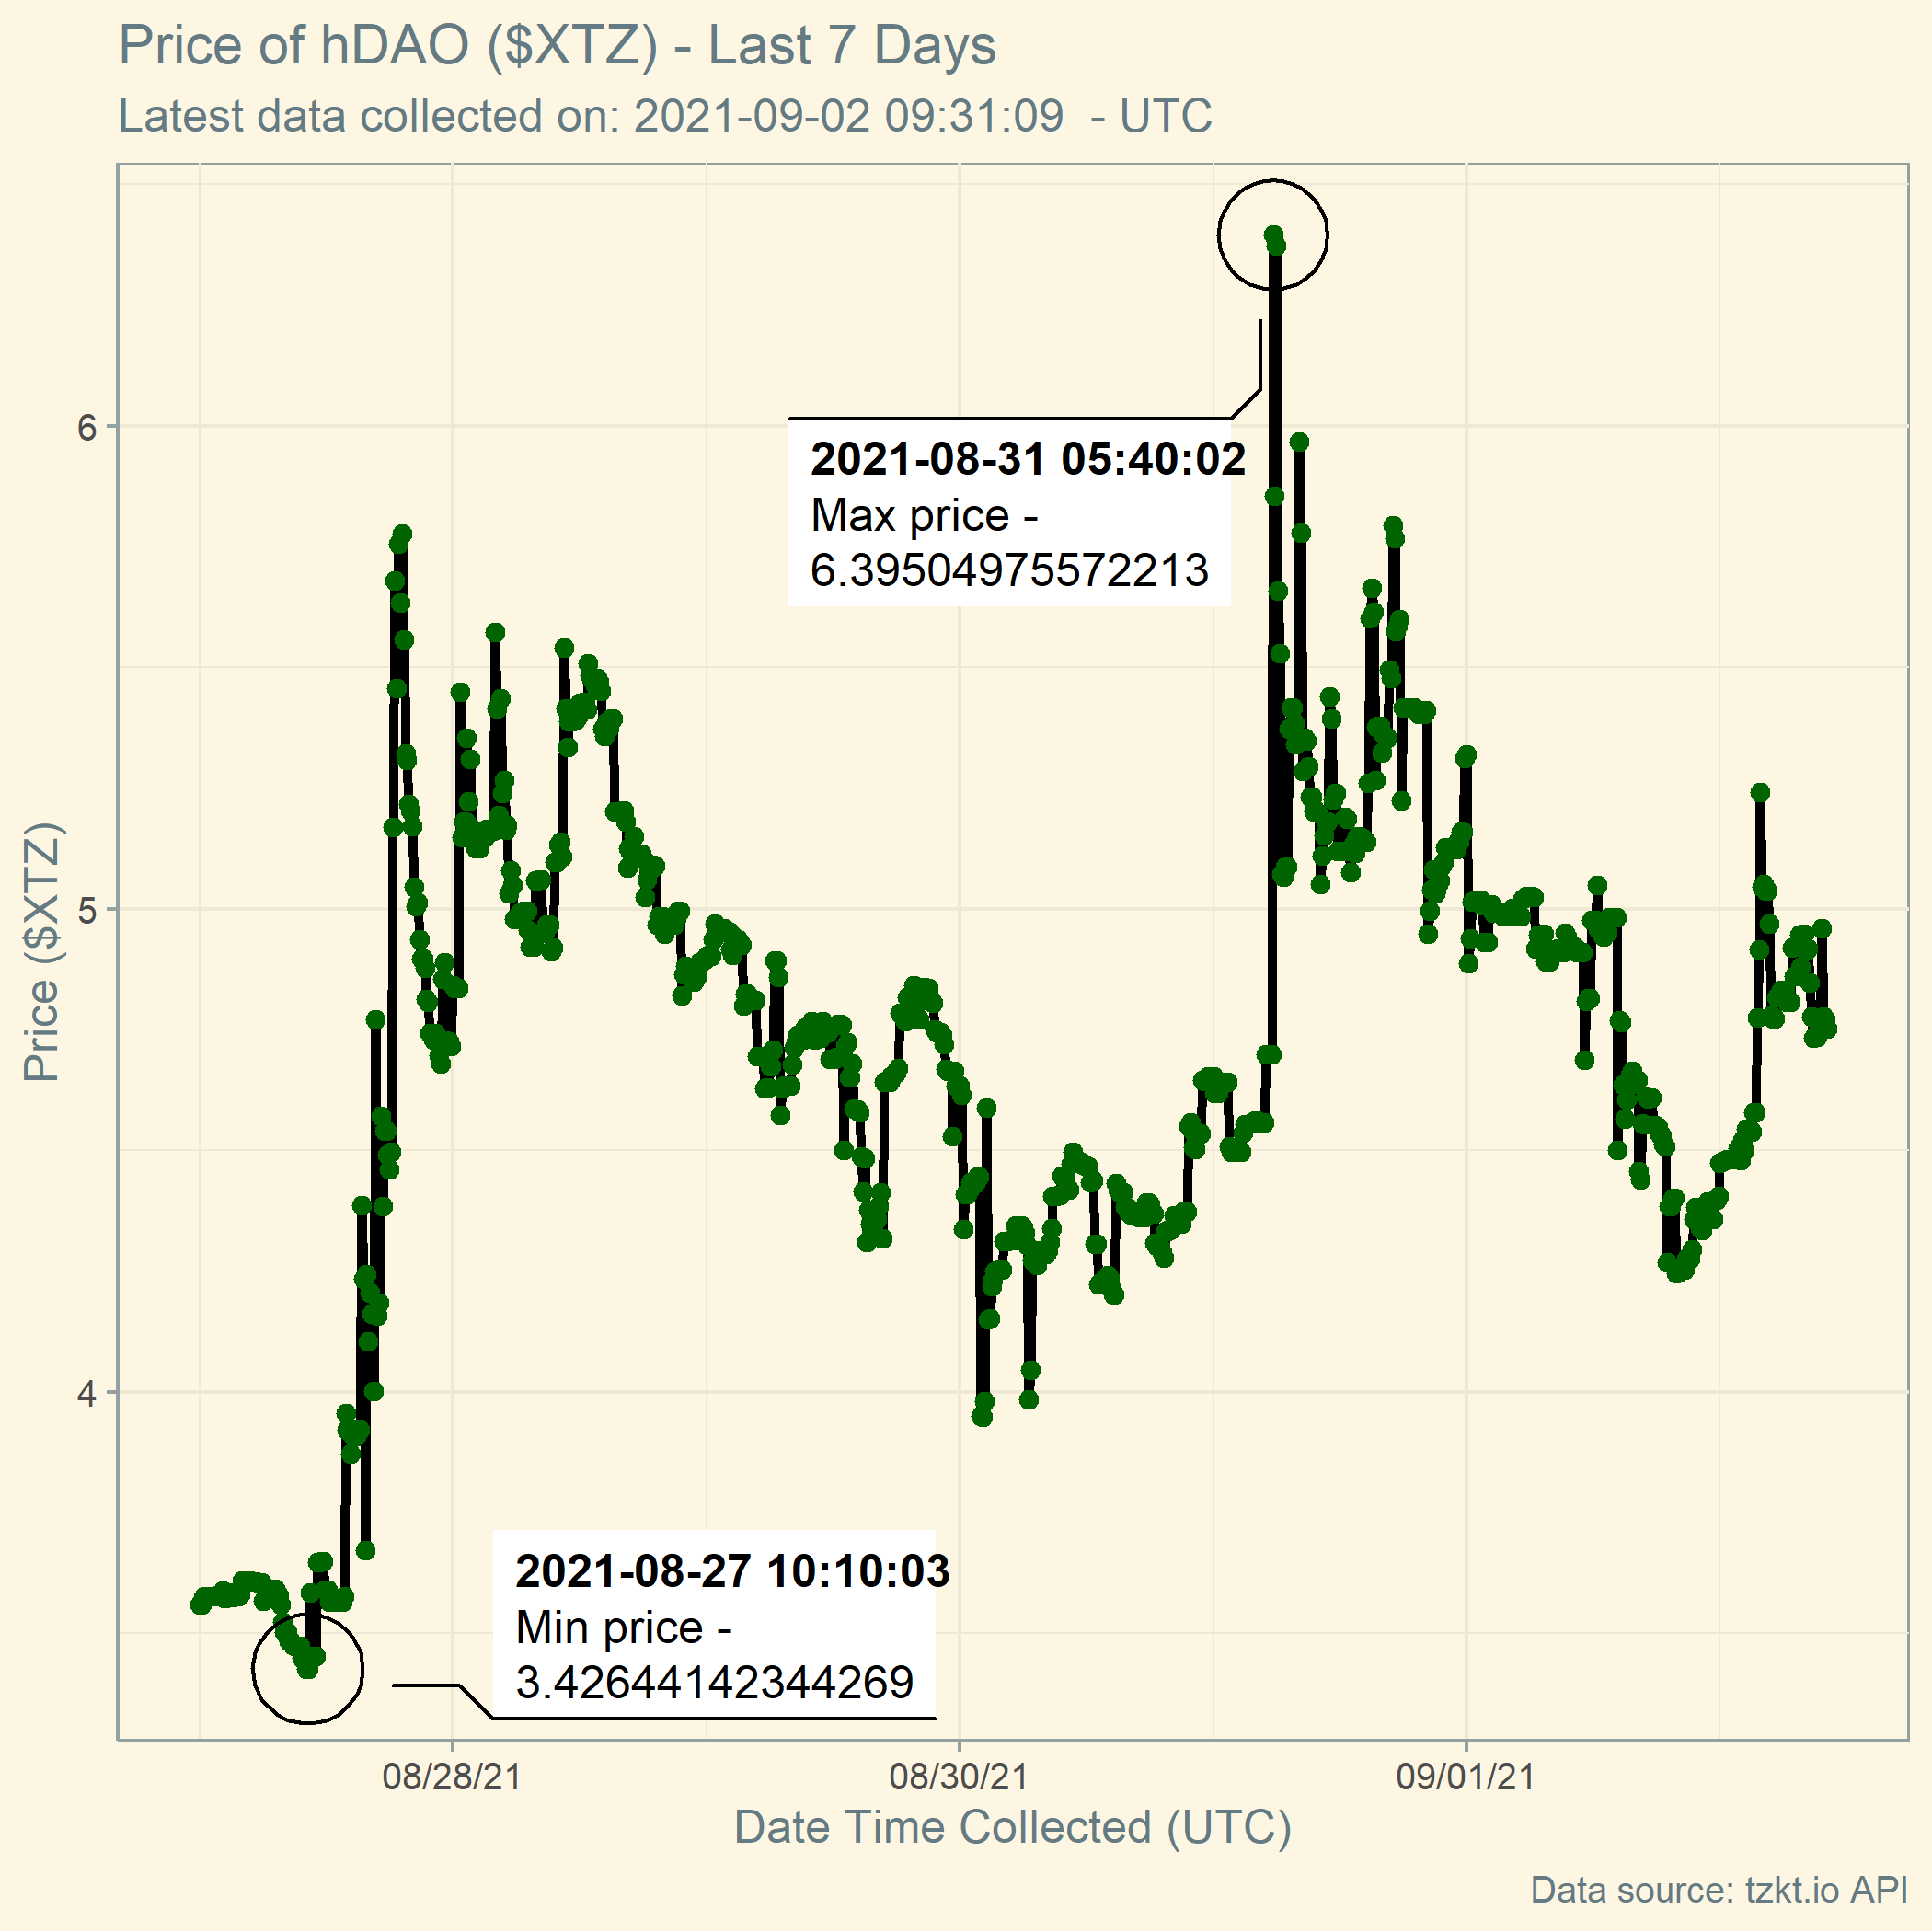 Price of hDAO ($XTZ) - Last 7 Days
Latest data collected on: 2021-09-02 09:31:09  - UTC
6
2021-08-31 05:40:02
Max price -
6.39504975572213
Price ($XTZ)
5
4
2021-08-27 10:10:03
Min price -
3.42644142344269
08/28/21 08/30/21 09/01/21
Date Time Collected (UTC)
Data source: tzkt.io API